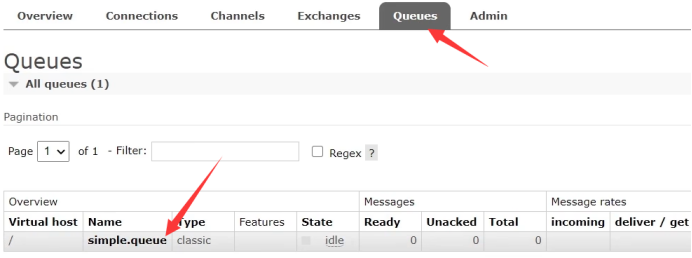 Overview Connections Channels Exchanges Queues Admin
Queues
All queues (1)
Pagination
Page 1 of 1 - Filter: Regex ?
Overview Messages Message rates
Virtual host Name Type Features State Ready Unacked Total incoming deliver / get
/ simple.queue classic idle 0 0 0